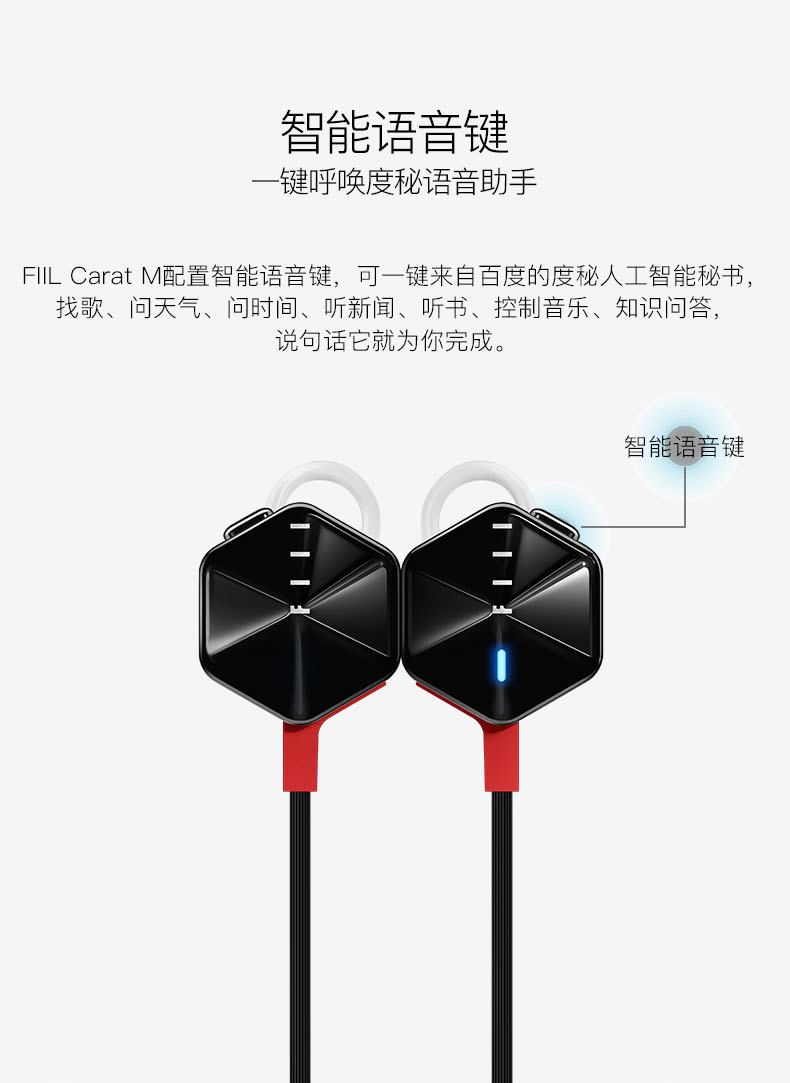 智能语音键
一键呼唤度秘语音助手
FIIL Carat M配置智能语音键，可一键来自百度的度秘人工智能秘书，
找歌、问天气、问时间、听新闻、听书、控制音乐、知识问答，
说句话它就为你完成。
智能语音键